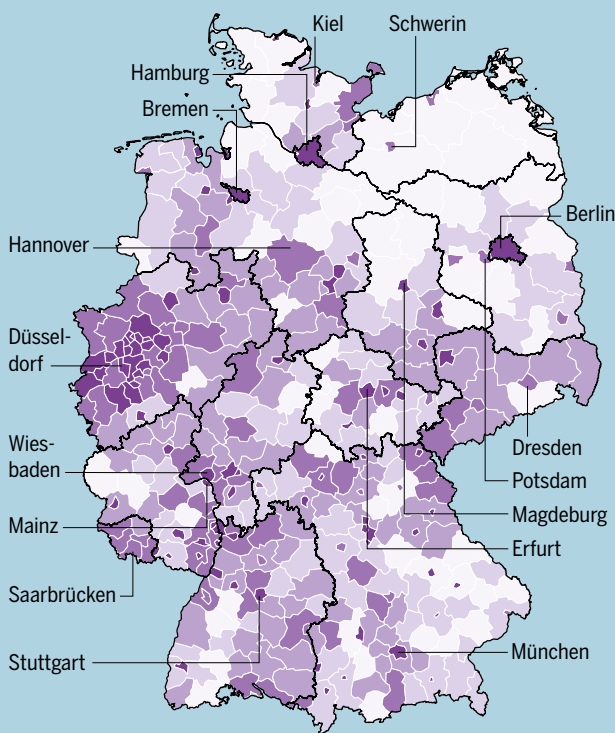 Kiel
Schwerin
Hamburg
Bremen
Berlin
Hannover
Düssel-
dorf
Wies-
baden
Dresden
Potsdam
Mainz
Magdeburg
Erfurt
Saarbrücken
Stuttgart
München